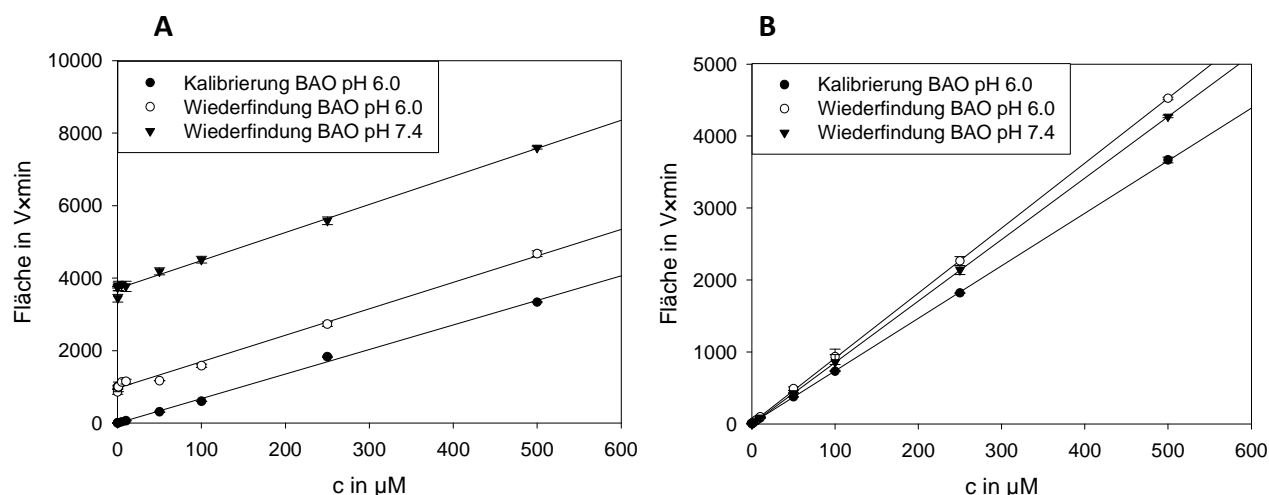 A
Fläche in V×min
10000
8000
6000
4000
2000
0
Kalibrierung BAO pH 6.0
Wiederfindung BAO pH 6.0
Wiederfindung BAO pH 7.4
0 100 200 300 400 500 600
c in µM
B
Fläche in V×min
5000
4000
3000
2000
1000
0
Kalibrierung BAO pH 6.0
Wiederfindung BAO pH 6.0
Wiederfindung BAO pH 7.4
0 100 200 300 400 500 600
c in µM